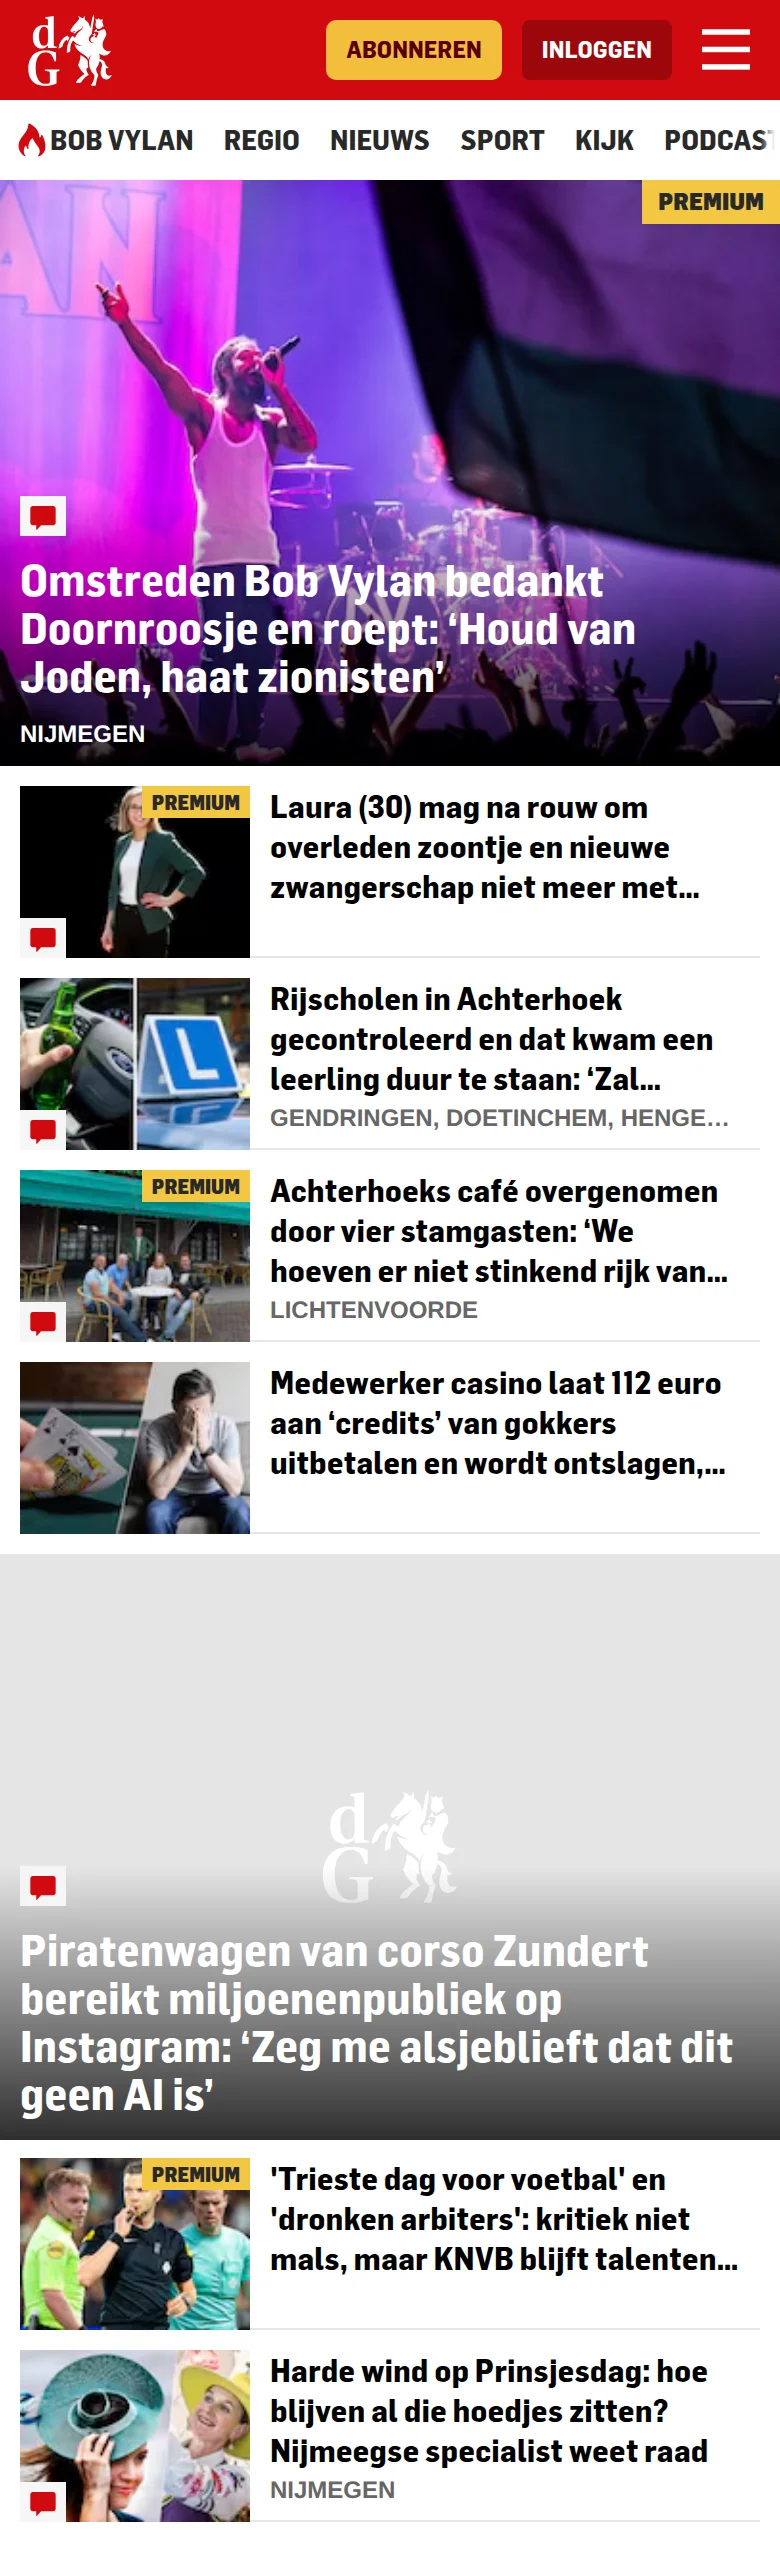 dG
ABONNEREN
INLOGGEN
BOB VYLAN REGIO NIEUWS SPORT KIJK PODCAST
AN
PREMIUM
Omstreden Bob Vylan bedankt
Doornroosje en roept: ‘Houd van
Joden, haat zionisten’
NIJMEGEN
PREMIUM
Laura (30) mag na rouw om
overleden zoontje en nieuwe
zwangerschap niet meer met...
L
Rijscholen in Achterhoek
gecontroleerd en dat kwam een
leerling duur te staan: ‘Zal...
GENDRINGEN, DOETINCHEM, HENGE...
PREMIUM
Achterhoeks café overgenomen
door vier stamgasten: ‘We
hoeven er niet stinkend rijk van...
LICHTENVOORDE
Medewerker casino laat 112 euro
aan ‘credits’ van gokkers
uitbetalen en wordt ontslagen,...
dG
Piratenwagen van corso Zundert
bereikt miljoenenpubliek op
Instagram: ‘Zeg me alsjeblieft dat dit
geen AI is’
PREMIUM
'Trieste dag voor voetbal' en
'dronken arbiters': kritiek niet
mals, maar KNVB blijft talenten...
Harde wind op Prinsjesdag: hoe
blijven al die hoedjes zitten?
Nijmeegse specialist weet raad
NIJMEGEN